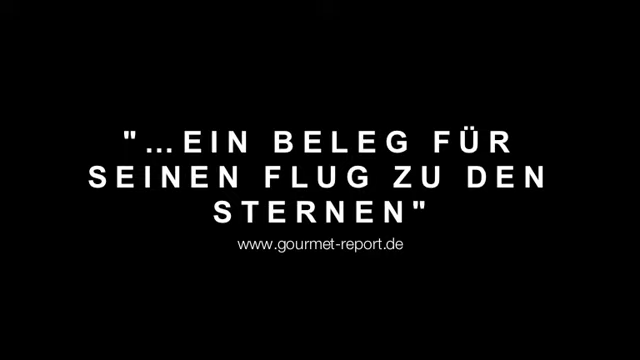 "...EIN BELEG FÜR
SEINEN FLUG ZU DEN
STERNEN"
www.gourmet-report.de